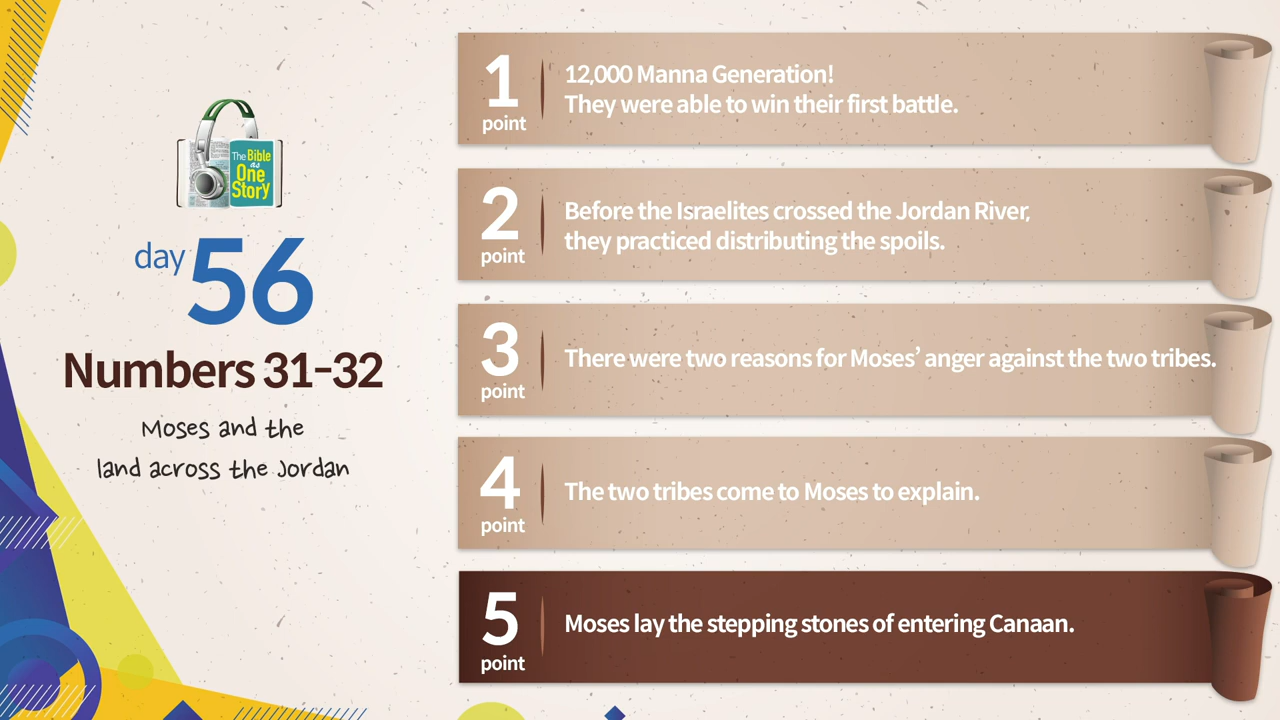 The Bible
as
One
Story
day 56
Numbers 31-32
Moses and the
land across the Jordan
1
point
12,000 Manna Generation!
They were able to win their first battle.
2
point
Before the Israelites crossed the Jordan River,
they practiced distributing the spoils.
3
point
There were two reasons for Moses’ anger against the two tribes.
4
point
The two tribes come to Moses to explain.
5
point
Moses lay the stepping stones of entering Canaan.